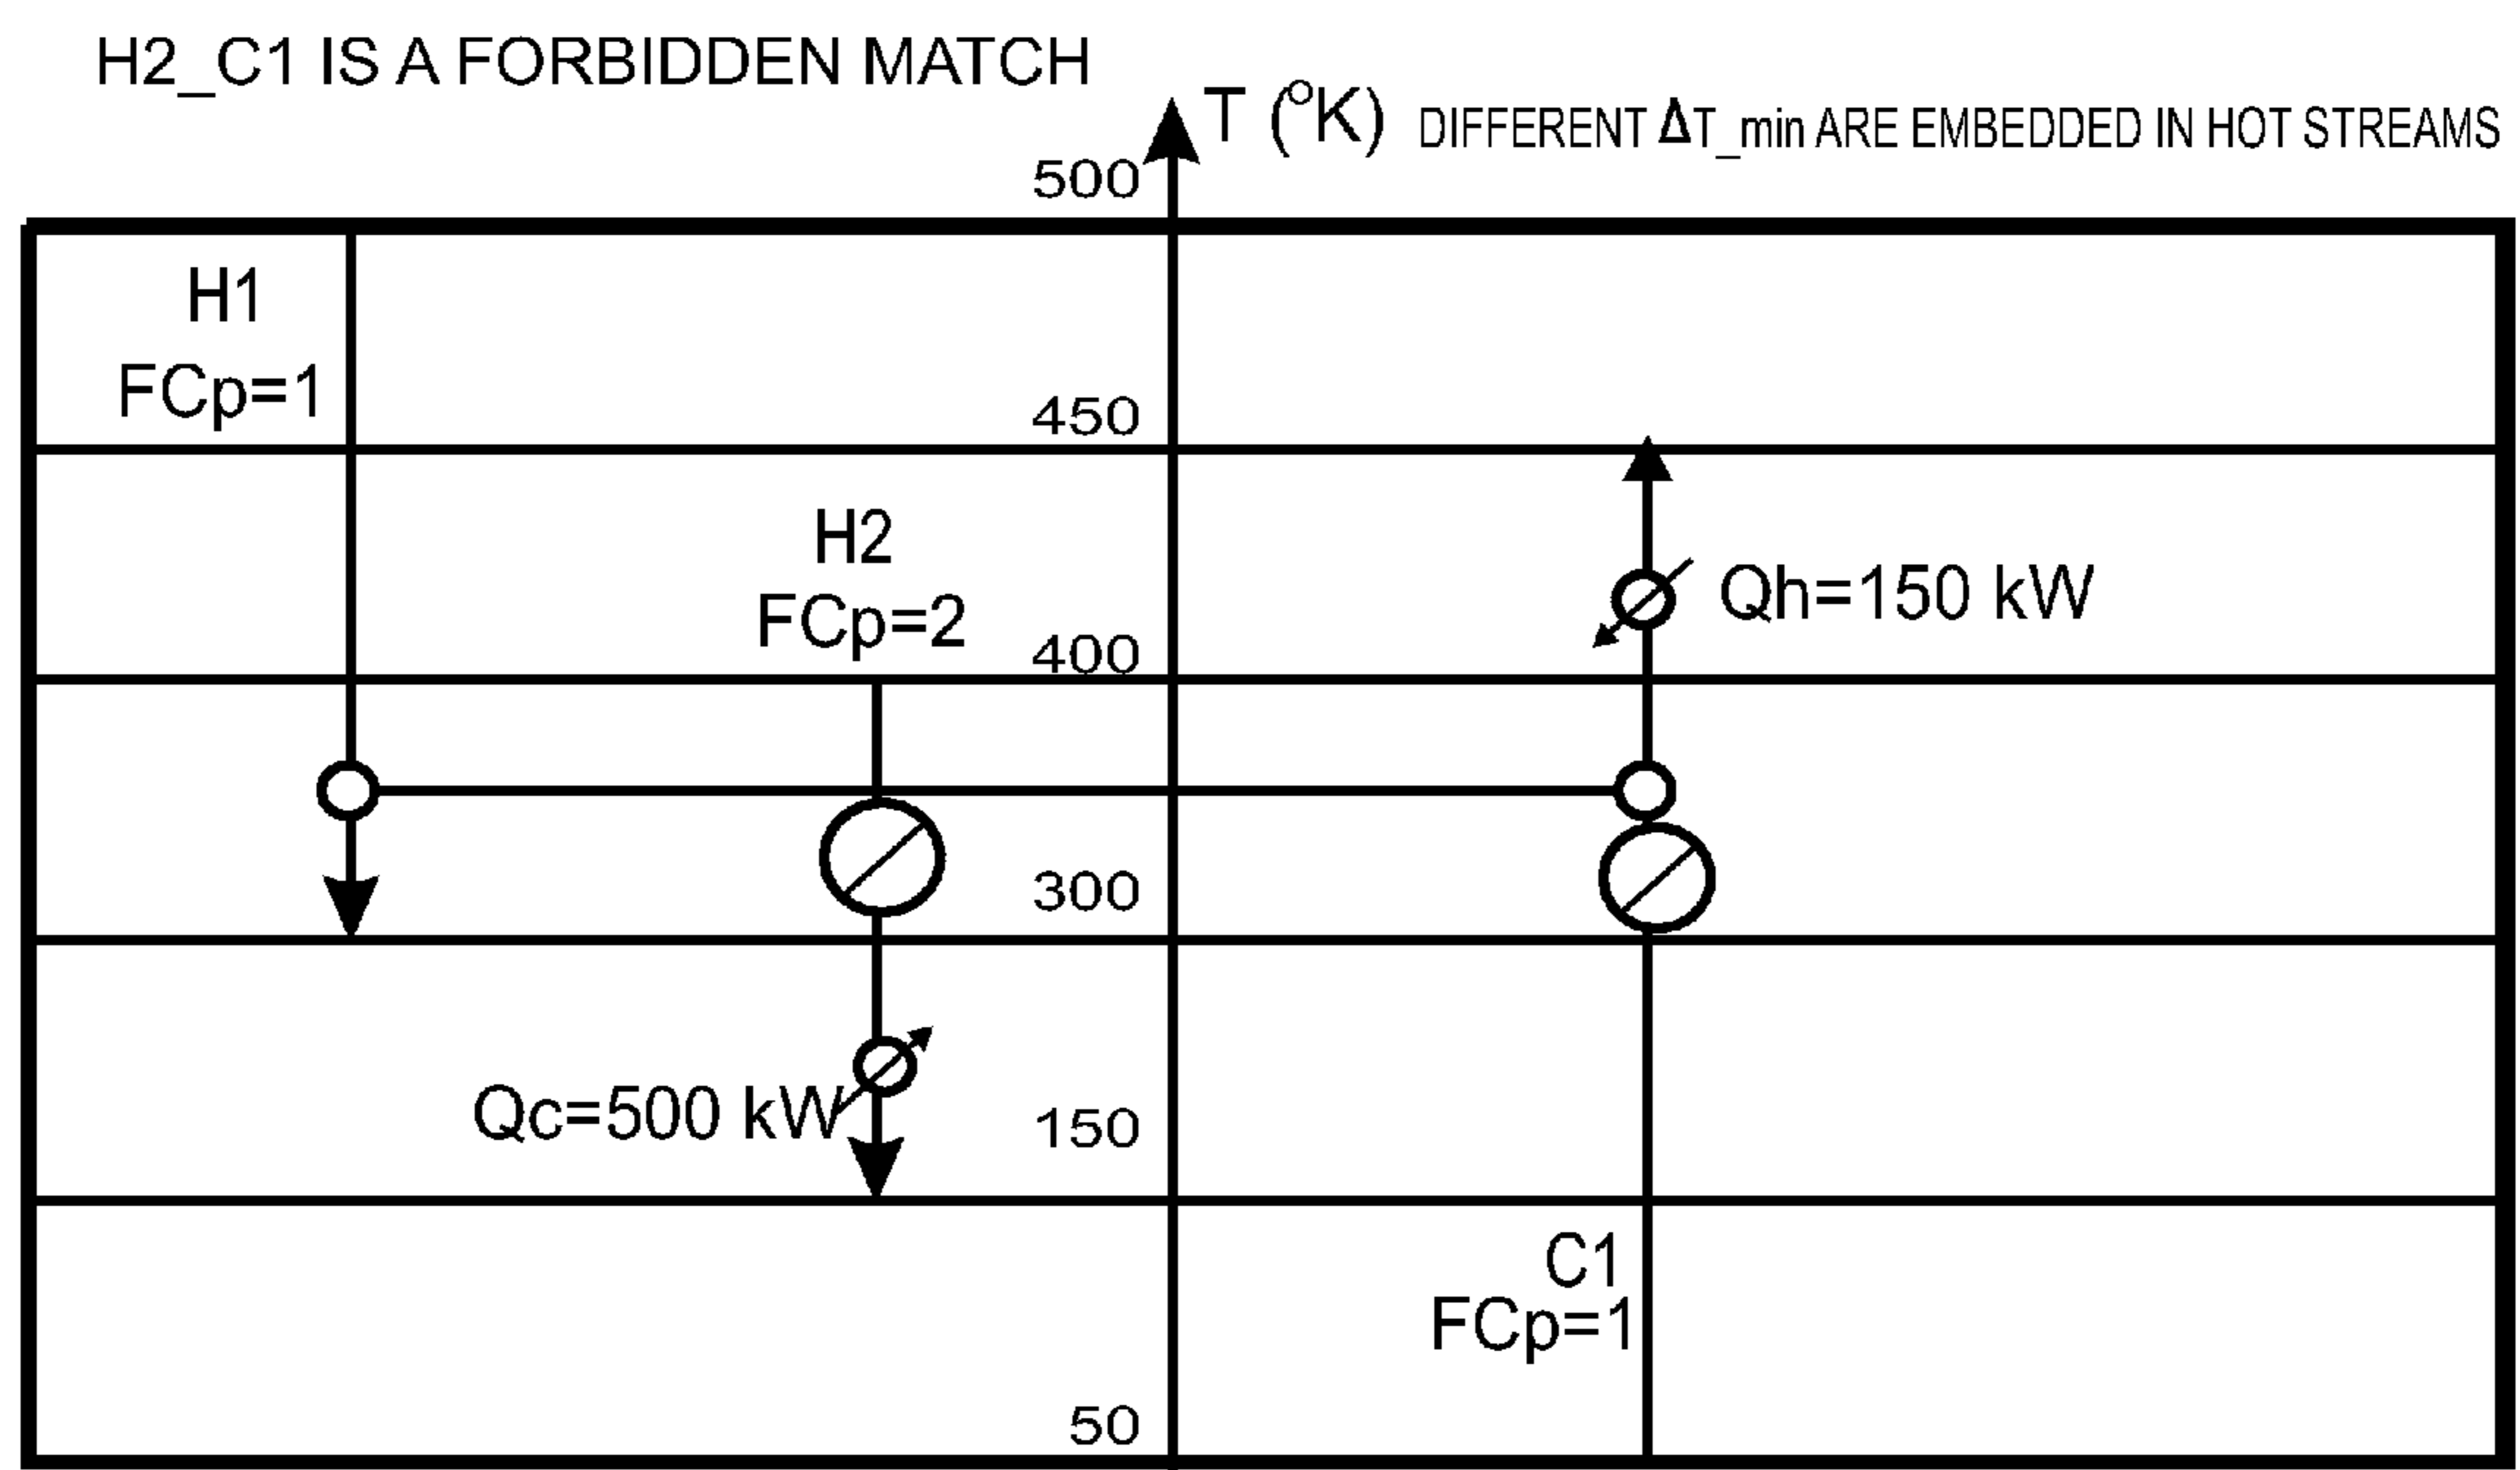 H2_C1 IS A FORBIDDEN MATCH
T (°K) DIFFERENT ΔT_min ARE EMBEDDED IN HOT STREAMS
500
H1
FCp=1
450
H2
FCp=2
Qh=150 kW
400
300
Qc=500 kW
150
C1
FCp=1
50